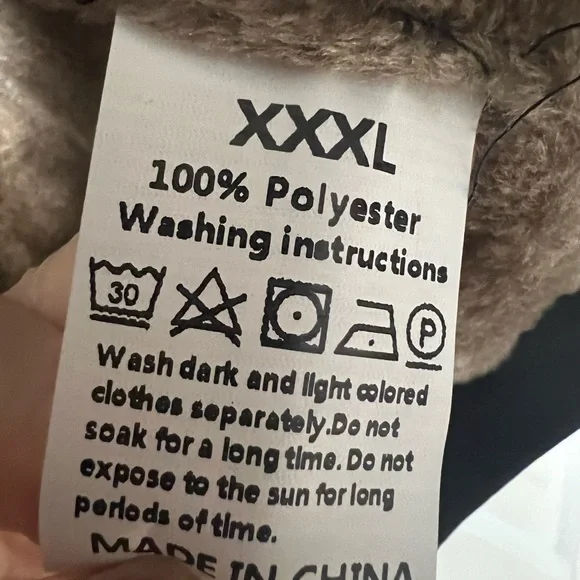 XXXL
100% Polyester
Washing instructions
30 P
Wash dark and light colored
clothes separately.Do not
soak for a long time. Do not
expose to the sun for long
periods of time.
MADE IN CHINA